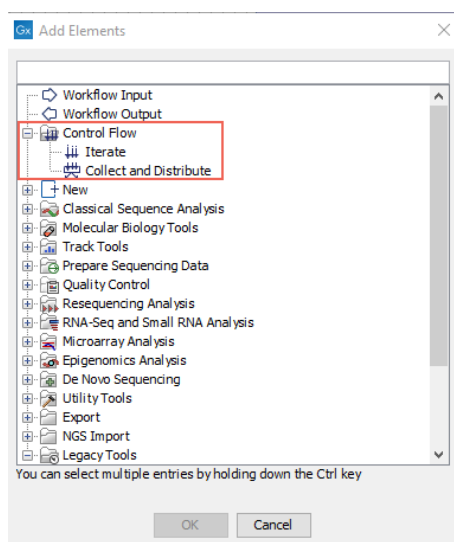 Gx Add Elements
Workflow Input
Workflow Output
Control Flow
Iterate
Collect and Distribute
New
Classical Sequence Analysis
Molecular Biology Tools
Track Tools
Prepare Sequencing Data
Quality Control
Resequencing Analysis
RNA-Seq and Small RNA Analysis
Microarray Analysis
Epigenomics Analysis
De Novo Sequencing
Utility Tools
Export
NGS Import
Legacy Tools
You can select multiple entries by holding down the Ctrl key
OK Cancel